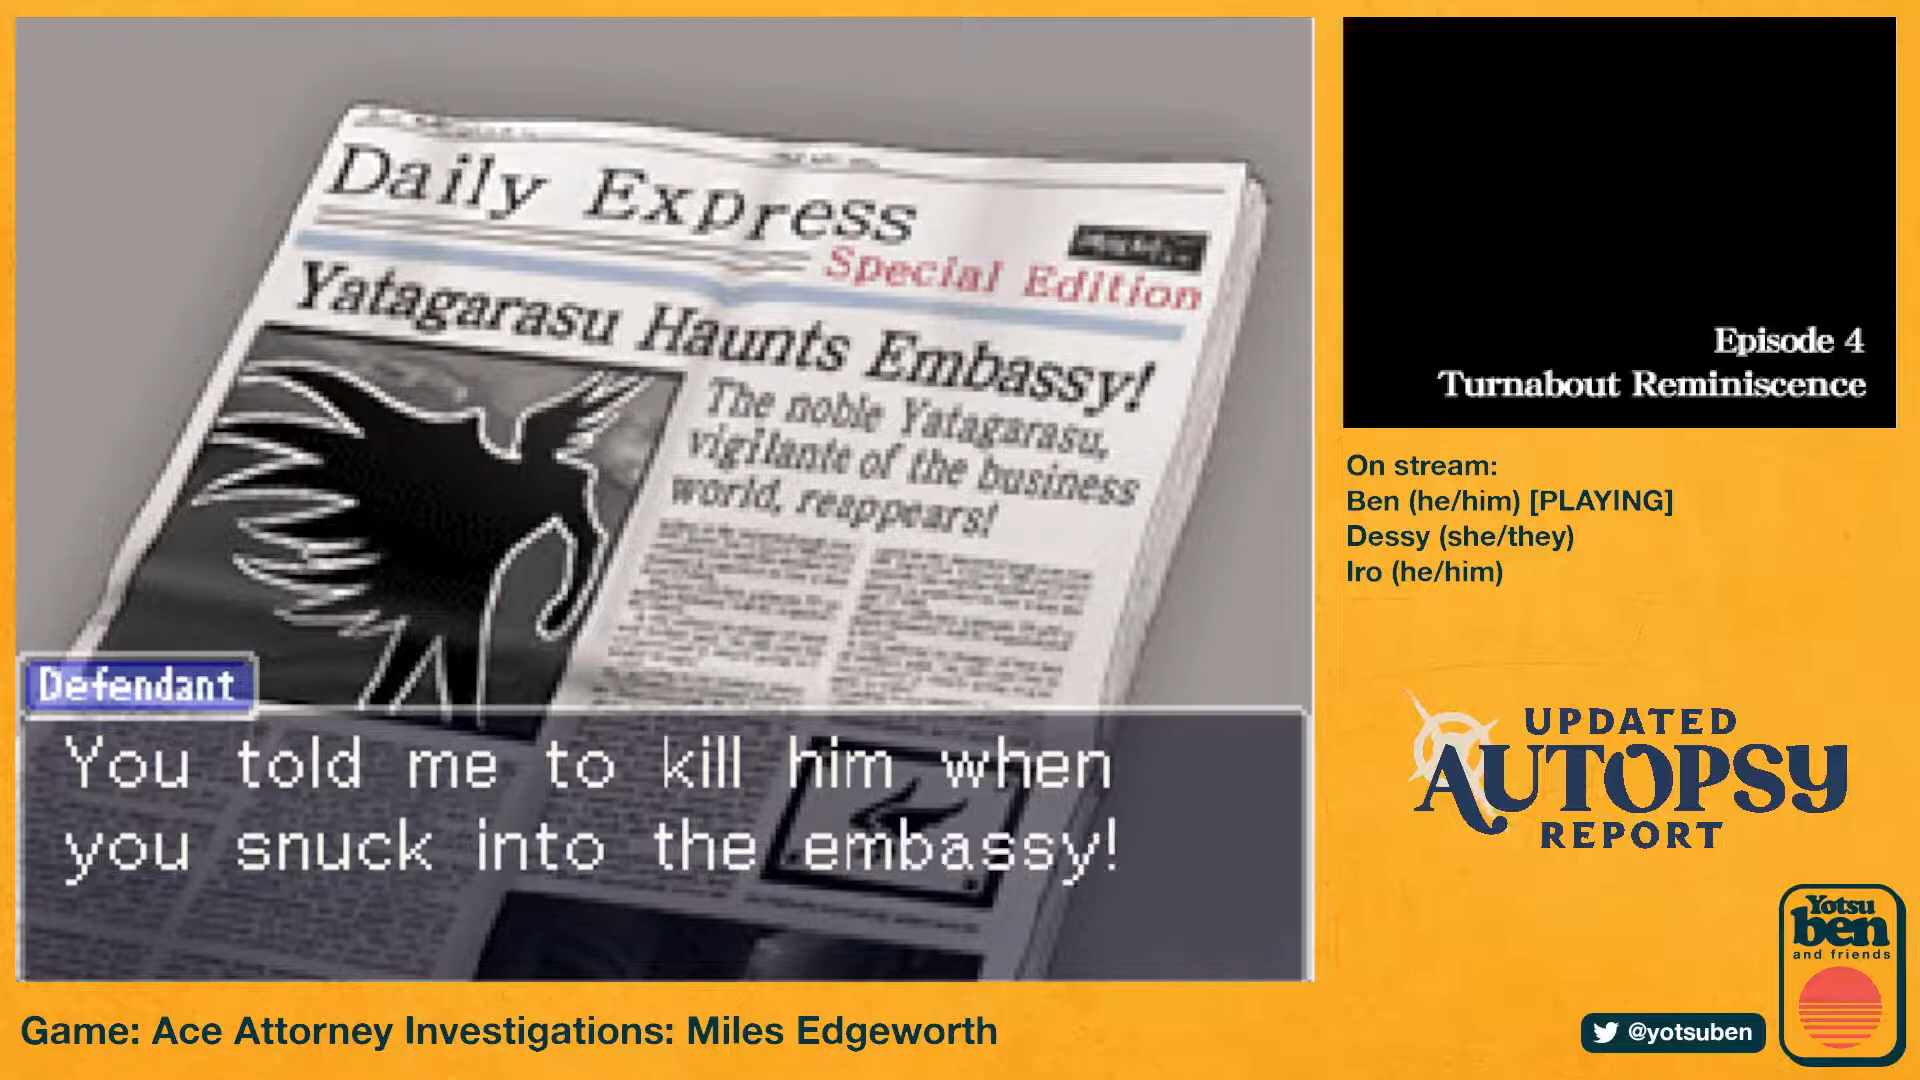 Daily Express
Special Edition
Yatagarasu Haunts Embassy!
The noble Yatagarasu,
vigilante of the business
world, reappears!
Defendant
You told me to kill him when
you snuck into the embassy!
Episode 4
Turnabout Reminiscence
On stream:
Ben (he/him) [PLAYING]
Dessy (she/they)
Iro (he/him)
UPDATED
AUTOPSY
REPORT
Yotsu
ben
and friends
Game: Ace Attorney Investigations: Miles Edgeworth
@yotsuben